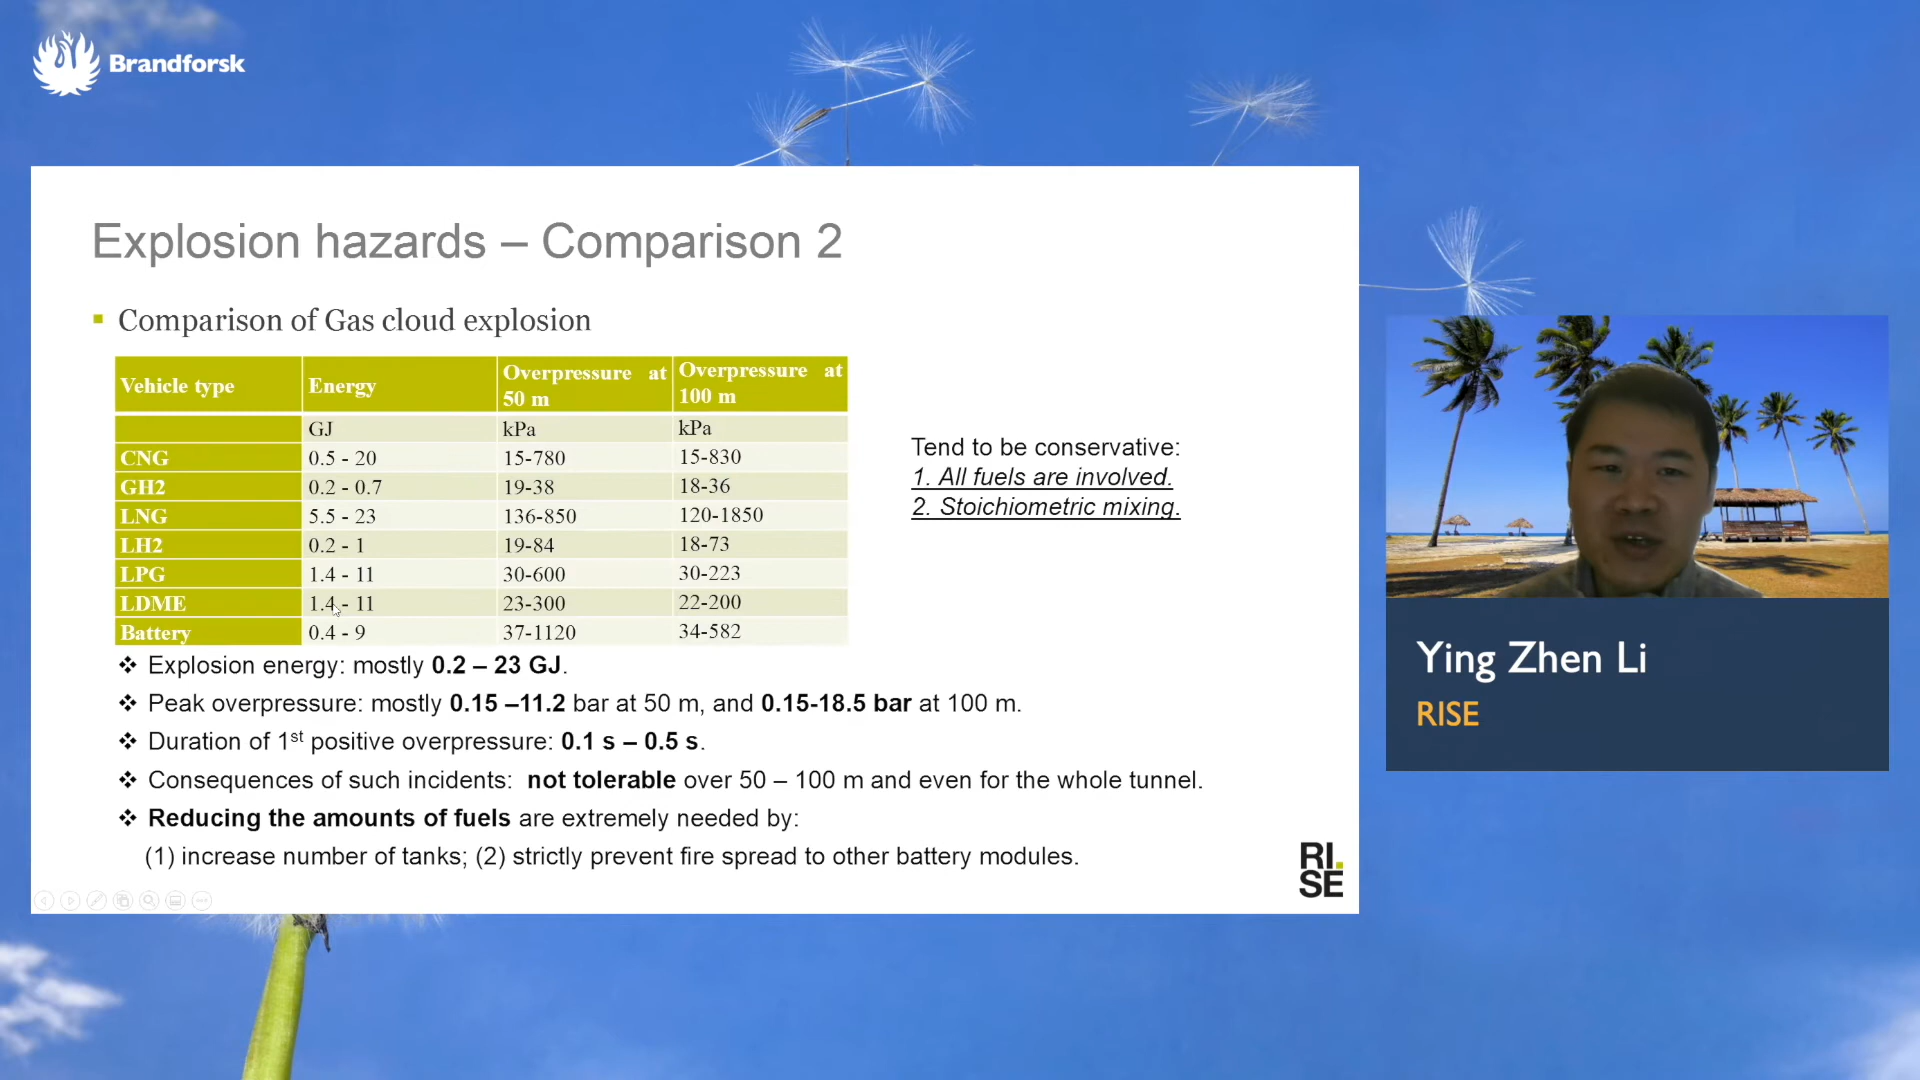 Brandforsk
Explosion hazards – Comparison 2
▪ Comparison of Gas cloud explosion
Vehicle type Energy Overpressure at 50 m Overpressure at 100 m
GJ kPa kPa
CNG 0.5 - 20 15-780 15-830
GH2 0.2 - 0.7 19-38 18-36
LNG 5.5 - 23 136-850 120-1850
LH2 0.2 - 1 19-84 18-73
LPG 1.4 - 11 30-600 30-223
LDME 1.4 - 11 23-300 22-200
Battery 0.4 - 9 37-1120 34-582
Tend to be conservative:
1. All fuels are involved.
2. Stoichiometric mixing.
❖ Explosion energy: mostly 0.2 – 23 GJ.
❖ Peak overpressure: mostly 0.15 –11.2 bar at 50 m, and 0.15-18.5 bar at 100 m.
❖ Duration of 1st positive overpressure: 0.1 s – 0.5 s.
❖ Consequences of such incidents: not tolerable over 50 – 100 m and even for the whole tunnel.
❖ Reducing the amounts of fuels are extremely needed by:
(1) increase number of tanks; (2) strictly prevent fire spread to other battery modules.
RI.
SE
Ying Zhen Li
RISE